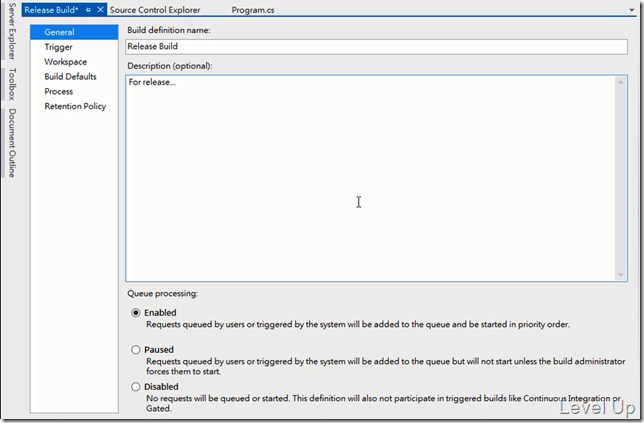 Release Build*
Source Control Explorer
Program.cs
Server Explorer
Toolbox
Document Outline
General
Trigger
Workspace
Build Defaults
Process
Retention Policy
Build definition name:
Release Build
Description (optional):
For release...
Queue processing:
Enabled
Requests queued by users or triggered by the system will be added to the queue and be started in priority order.
Paused
Requests queued by users or triggered by the system will be added to the queue but will not start unless the build administrator
forces them to start.
Disabled
No requests will be queued or started. This definition will also not participate in triggered builds like Continuous Integration or
Gated.
Level Up